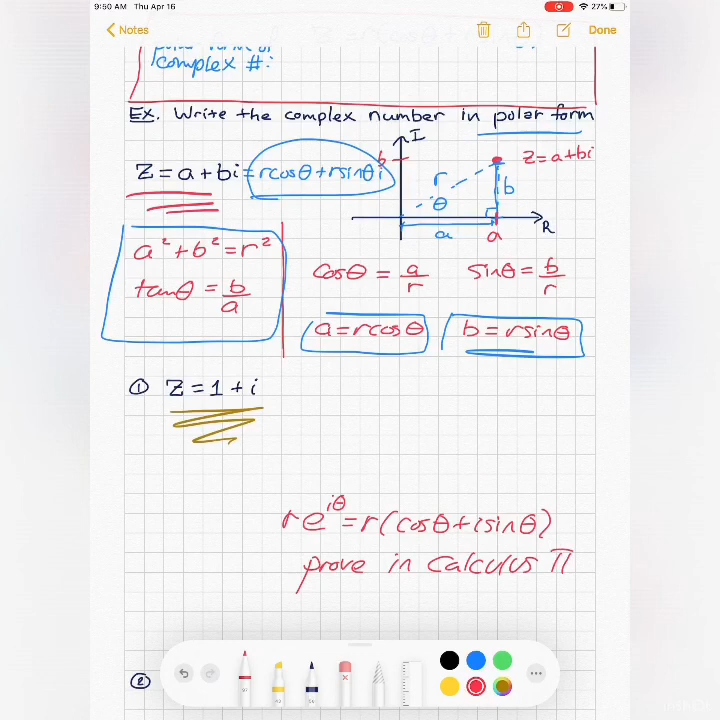 9:50 AM Thu Apr 16
27%
Notes
Done
complex #:
Ex. Write the complex number in polar form
I
b
z=a+bi
z=a+bi=rcosθ+rsinθi
r
b
θ
a
a
R
a²+b²=r²
tanθ=b/a
cosθ=a/r
sinθ=b/r
a=rcosθ
b=rsinθ
① z=1+i
re^iθ=r(cosθ+isinθ)
prove in Calculus II
②